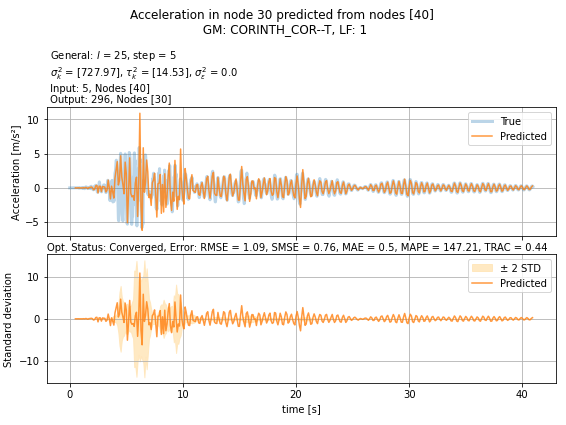 Acceleration in node 30 predicted from nodes [40]
GM: CORINTH_COR--T, LF: 1
General: l = 25, step = 5
σ²ₖ = [727.97], τ²ₖ = [14.53], σ²ε = 0.0
Input: 5, Nodes [40]
Output: 296, Nodes [30]
Acceleration [m/s²]
10
5
0
−5
True
Predicted
Opt. Status: Converged, Error: RMSE = 1.09, SMSE = 0.76, MAE = 0.5, MAPE = 147.21, TRAC = 0.44
Standard deviation
10
0
−10
± 2 STD
Predicted
0 10 20 30 40
time [s]